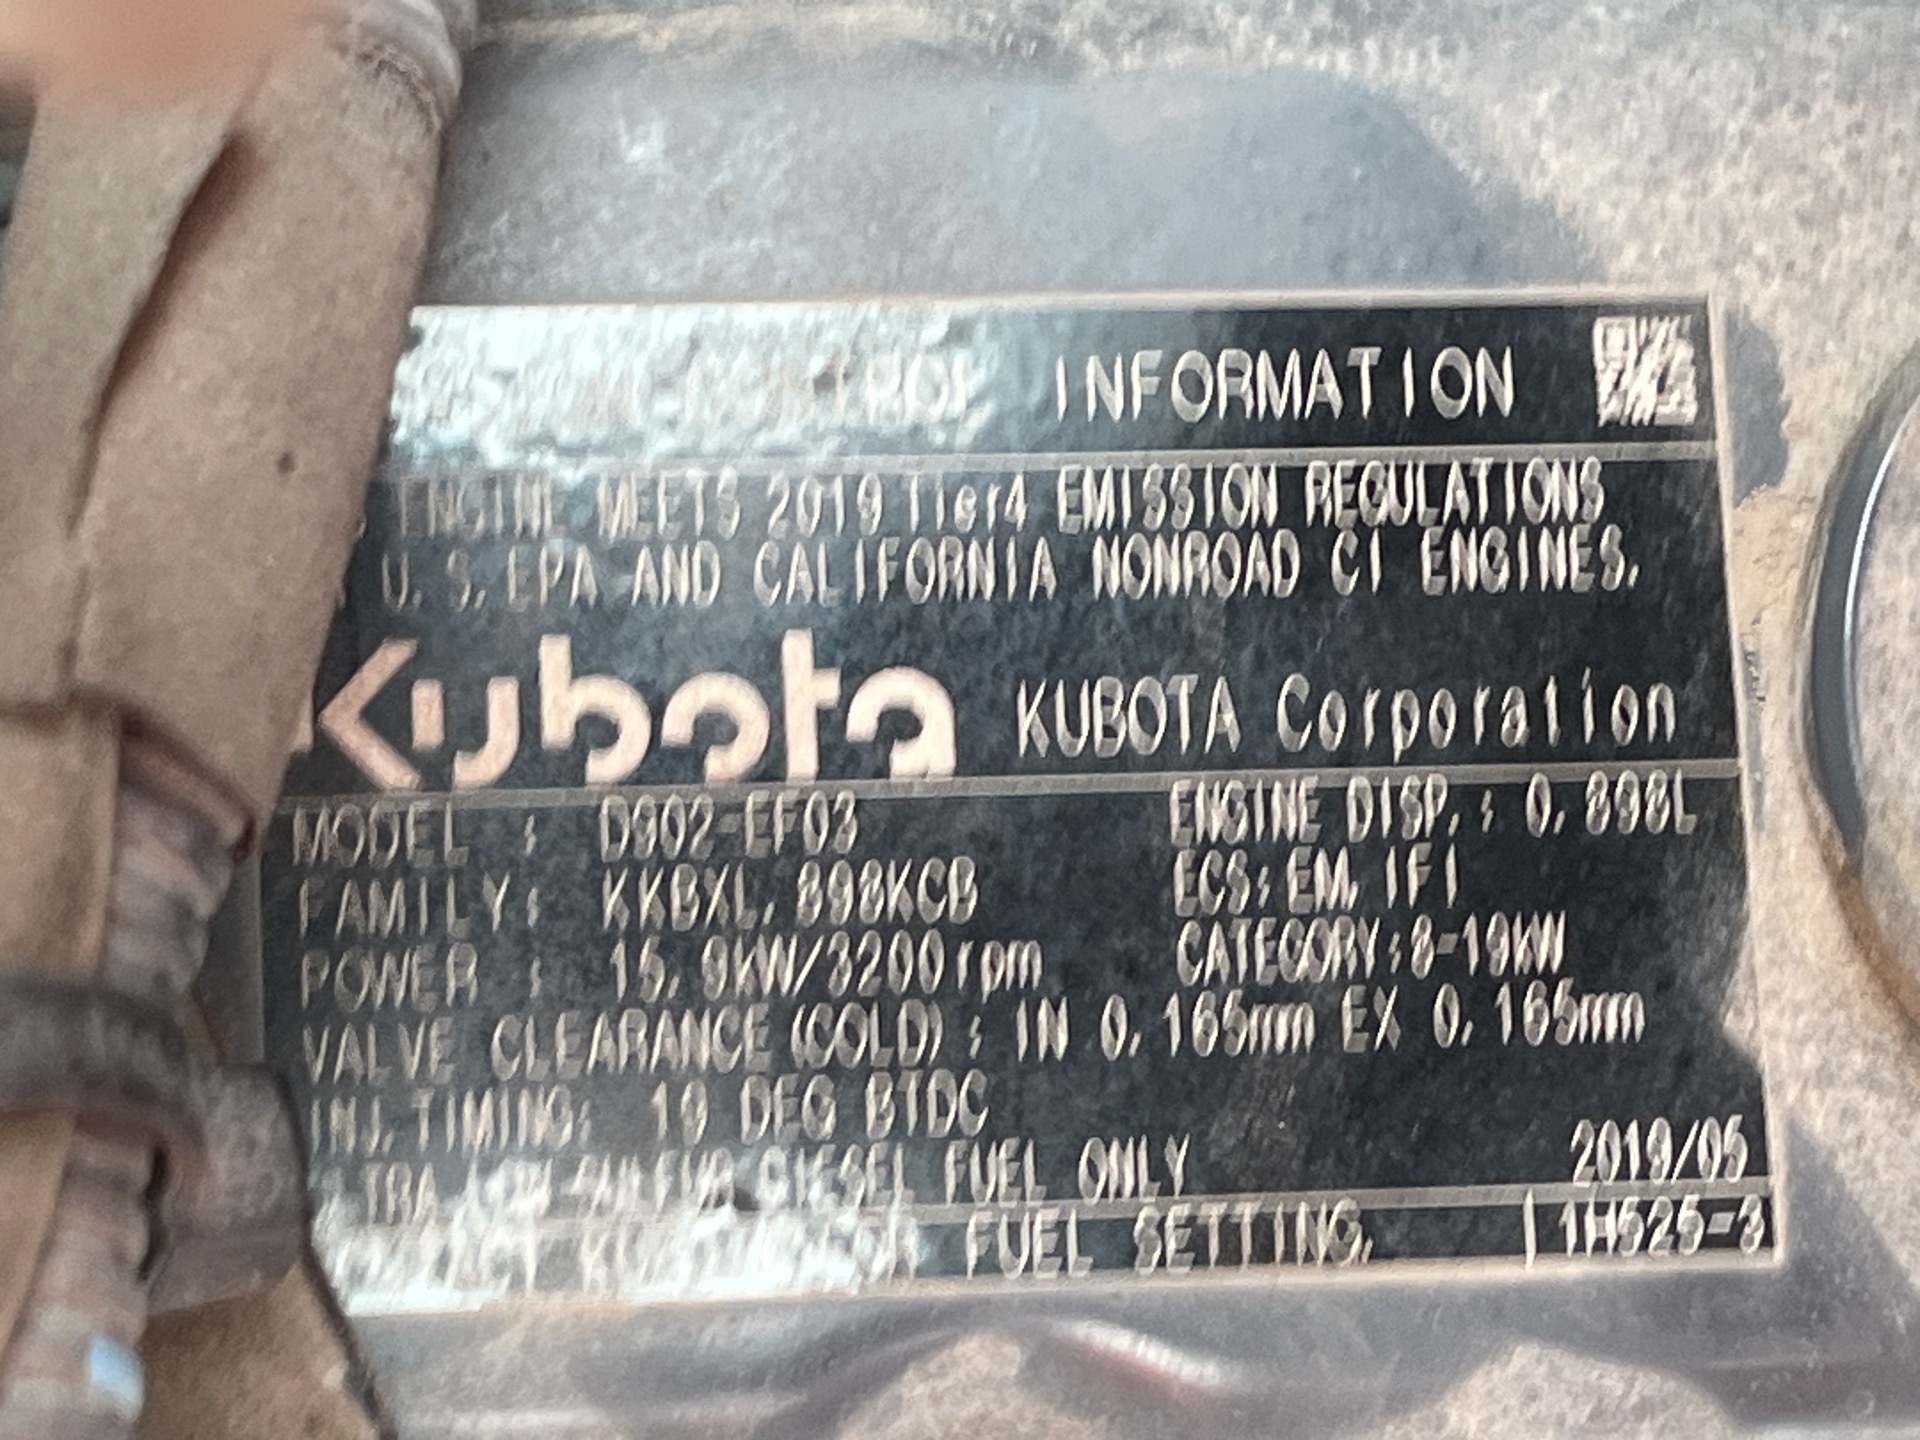 CONTROL INFORMATION
ENGINE MEETS 2019 Tier4 EMISSION REGULATIONS
U.S.EPA AND CALIFORNIA NONROAD CI ENGINES.
Kubota KUBOTA Corporation
MODEL : D902-EF03 ENGINE DISP.: 0.898L
FAMILY: KKBXL.898KCB ECS: EM, IFI
POWER : 15.9kW/3200rpm CATEGORY:8-19kW
VALVE CLEARANCE (COLD) : IN 0.165mm EX 0.165mm
INJ.TIMING: 19 DEG BTDC
LOW-SULFUR DIESEL FUEL ONLY 2019/05
FUEL SETTING. 1H525-3